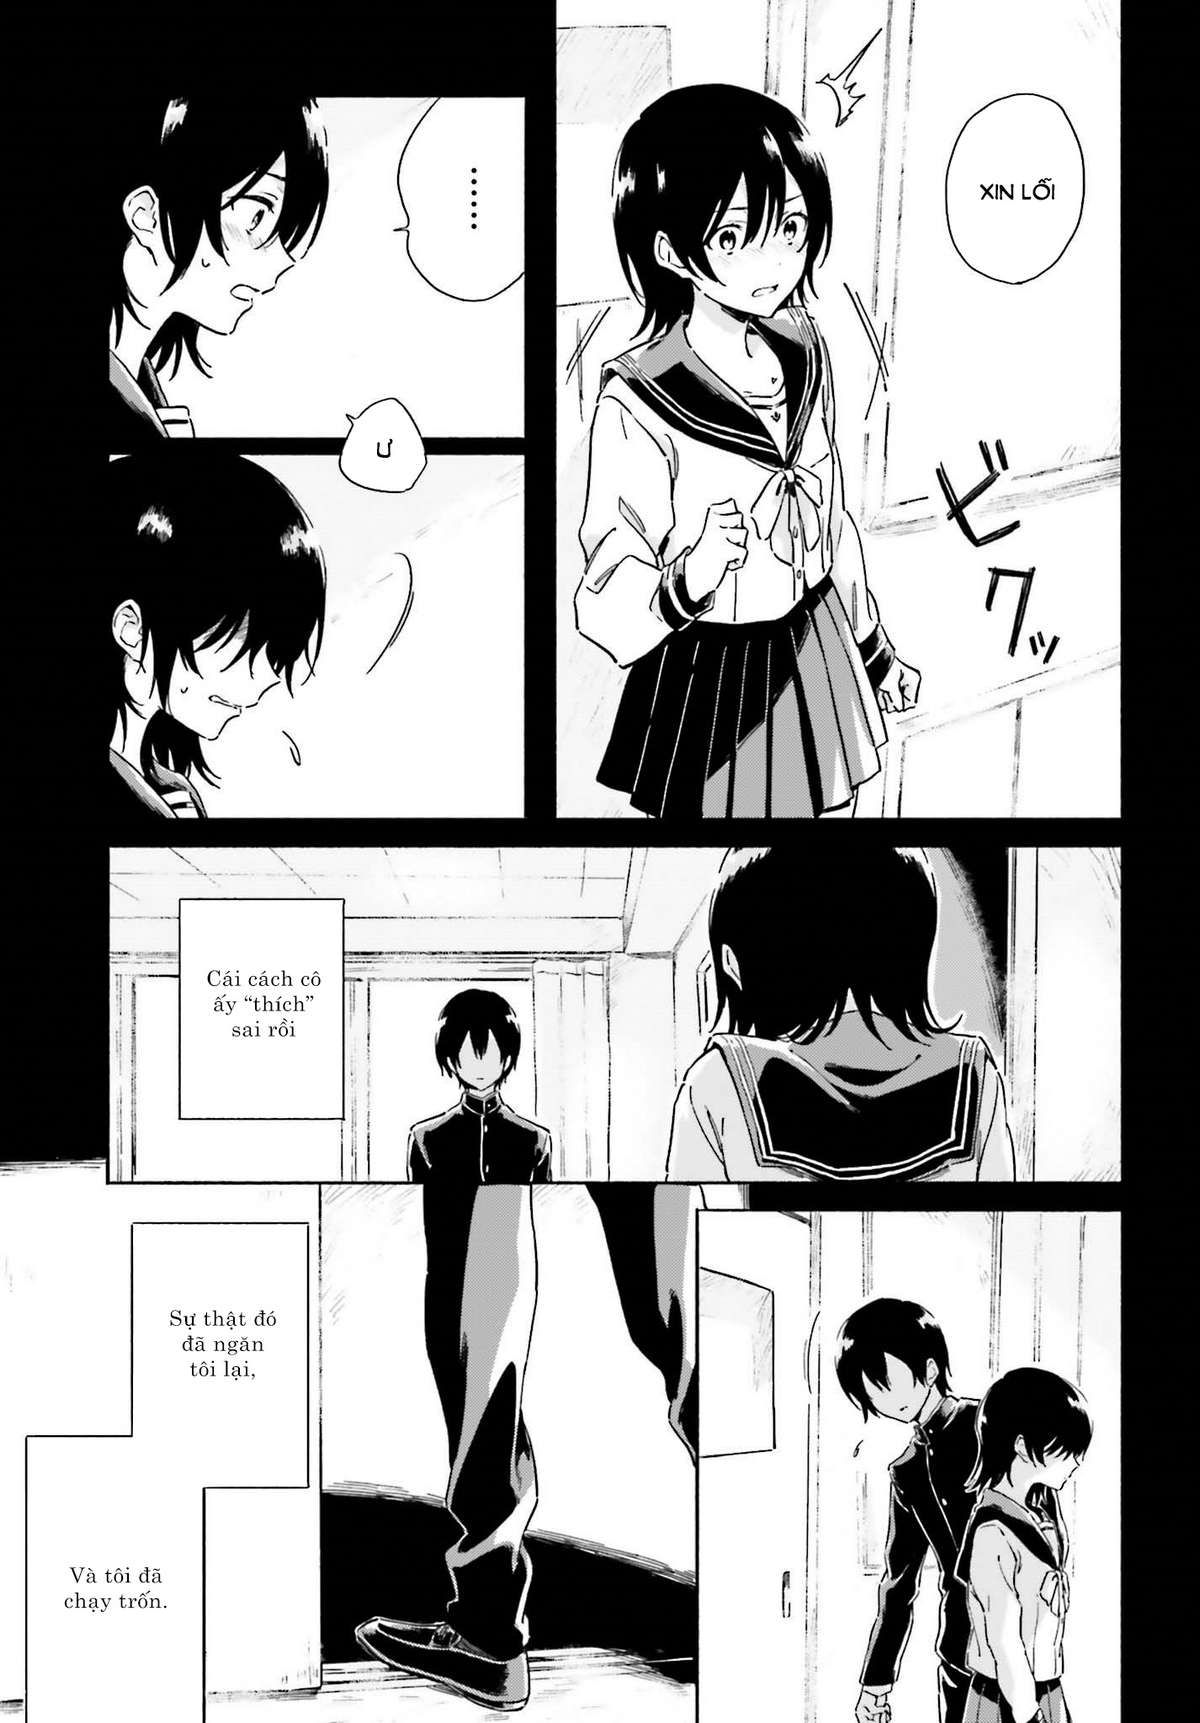 XIN LỖI
ビクッ
........
Ư
Cái cách cô
ấy “thích”
sai rồi
Sự thật đó
đã ngăn
tôi lại,
Và tôi đã
chạy trốn.